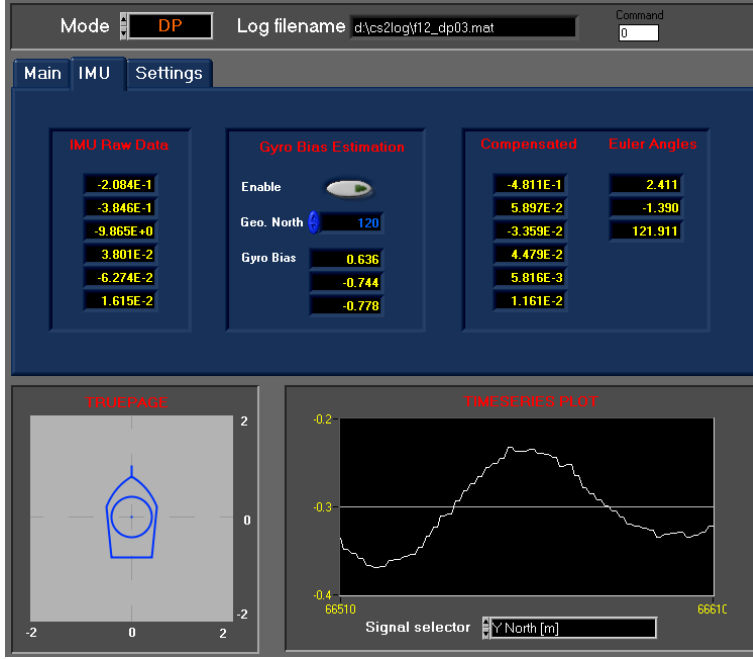 Mode DP Log filename d:\cs2log\f12_dp03.mat Command
0
Main IMU Settings
IMU Raw Data
-2.084E-1
-3.846E-1
-9.865E+0
3.801E-2
-6.274E-2
1.615E-2
Gyro Bias Estimation
Enable
Geo. North 120
Gyro Bias 0.636
-0.744
-0.778
Compensated Euler Angles
-4.811E-1 2.411
5.897E-2 -1.390
-3.359E-2 121.911
4.479E-2
5.816E-3
1.161E-2
TRUEPAGE
2
0
-2
-2 0 2
TIMESERIES PLOT
-0.2
-0.3
-0.4
66510 66610
Signal selector Y North [m]